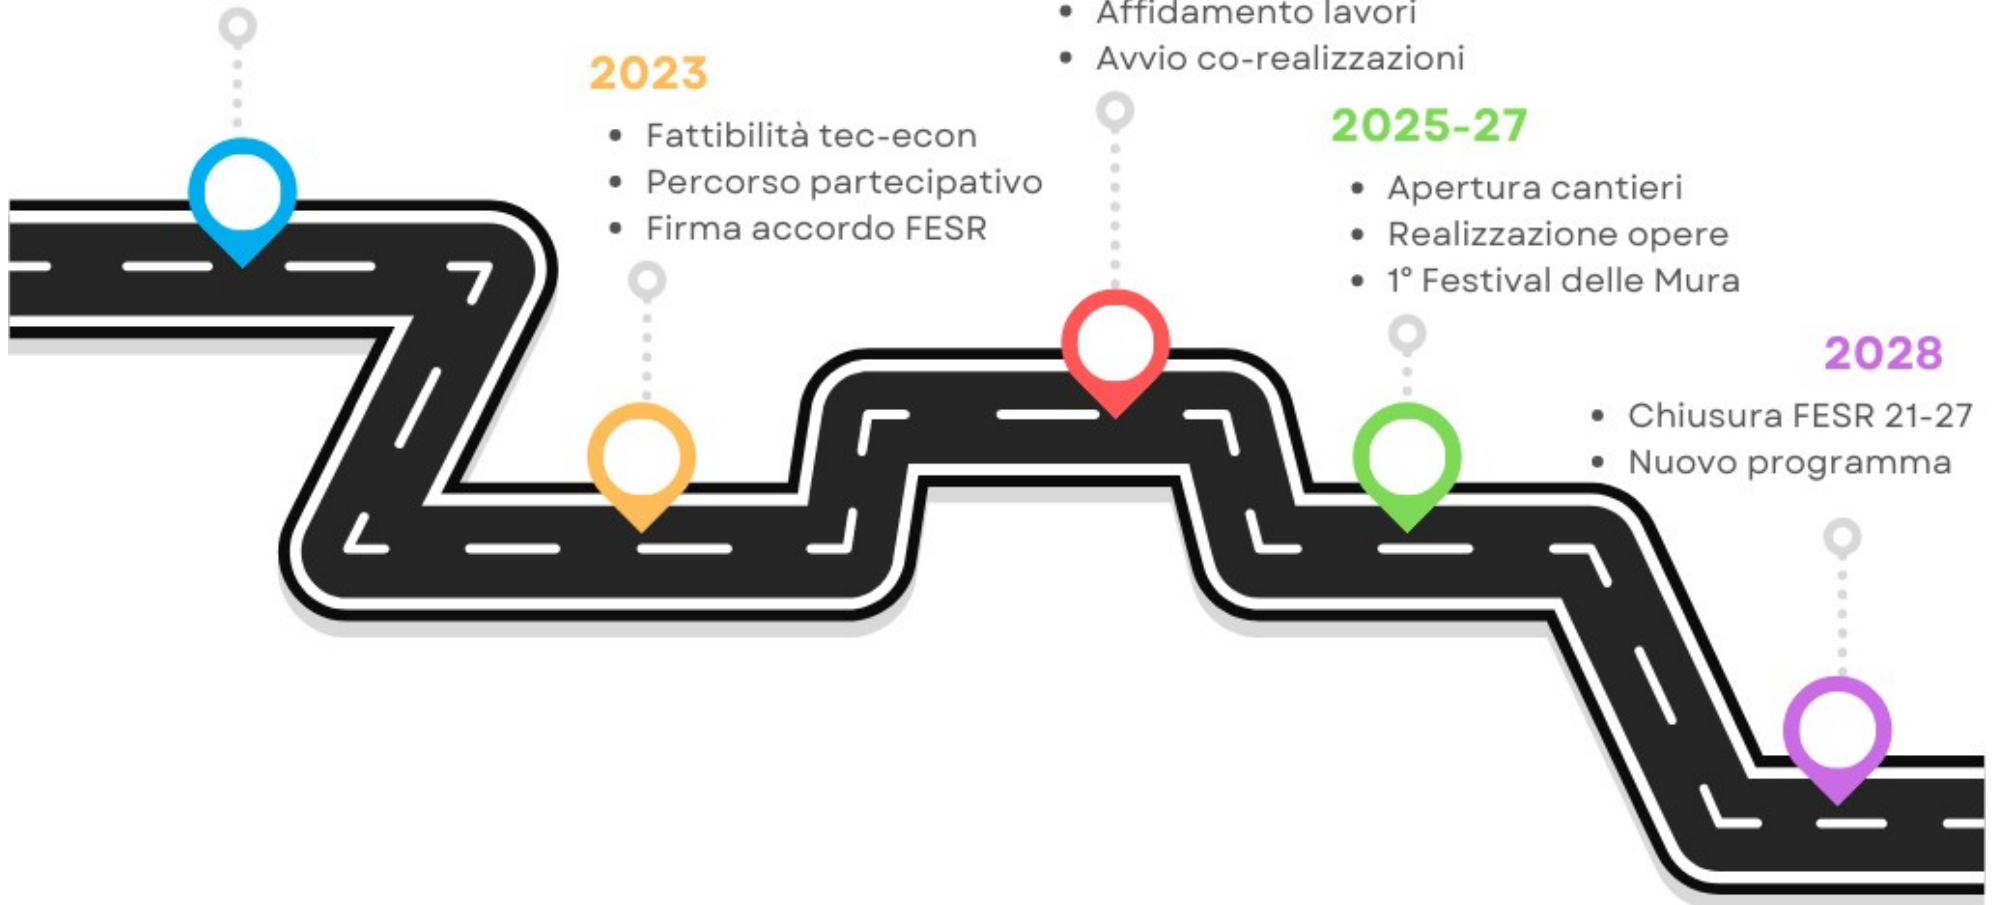 • Affidamento lavori
• Avvio co-realizzazioni
2023
• Fattibilità tec-econ
• Percorso partecipativo
• Firma accordo FESR
2025-27
• Apertura cantieri
• Realizzazione opere
• 1° Festival delle Mura
2028
• Chiusura FESR 21-27
• Nuovo programma